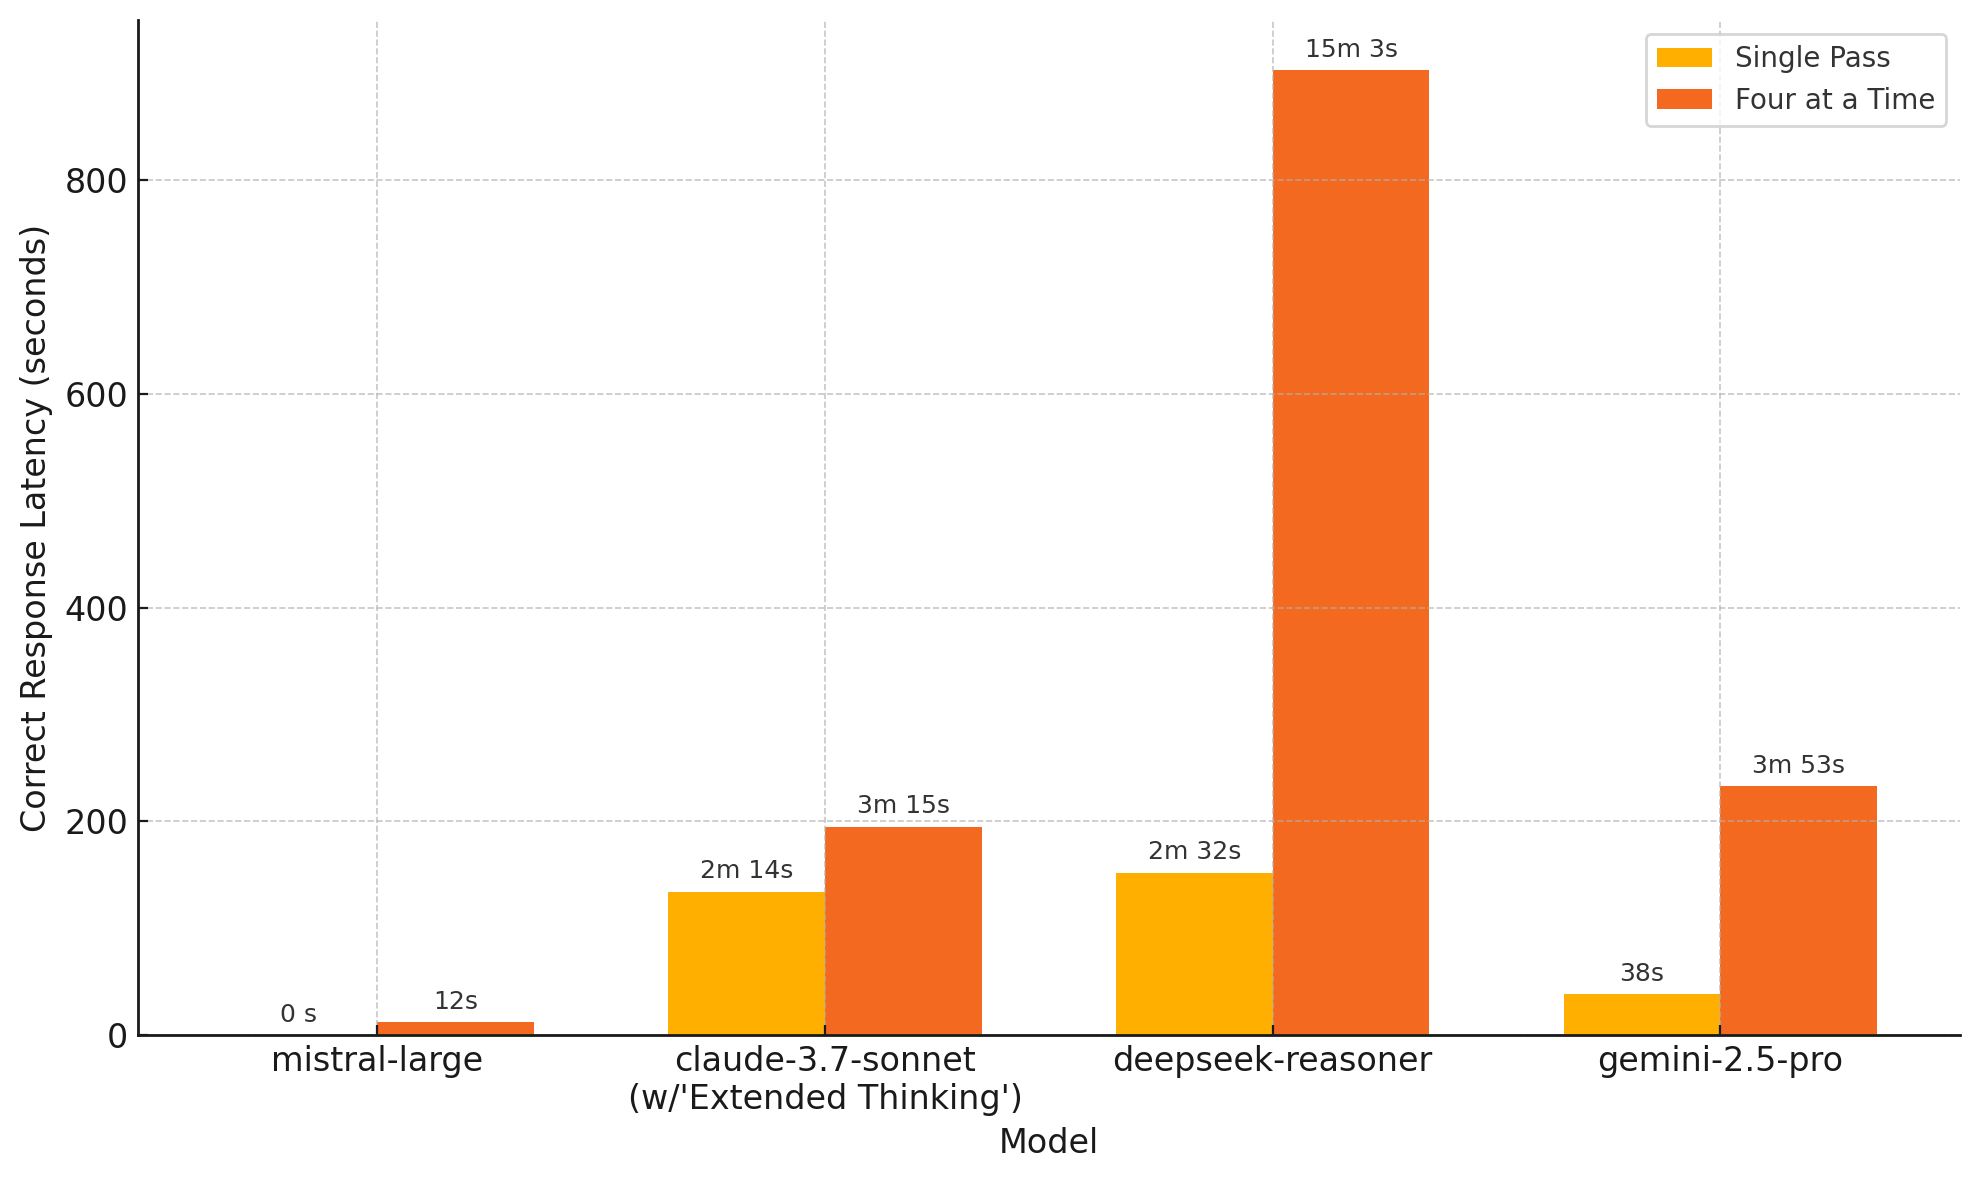 15m 3s
Single Pass
Four at a Time
800
600
400
200
0
Correct Response Latency (seconds)
3m 53s
3m 15s
2m 32s
2m 14s
38s
12s
0 s
mistral-large
claude-3.7-sonnet
(w/'Extended Thinking')
deepseek-reasoner
gemini-2.5-pro
Model